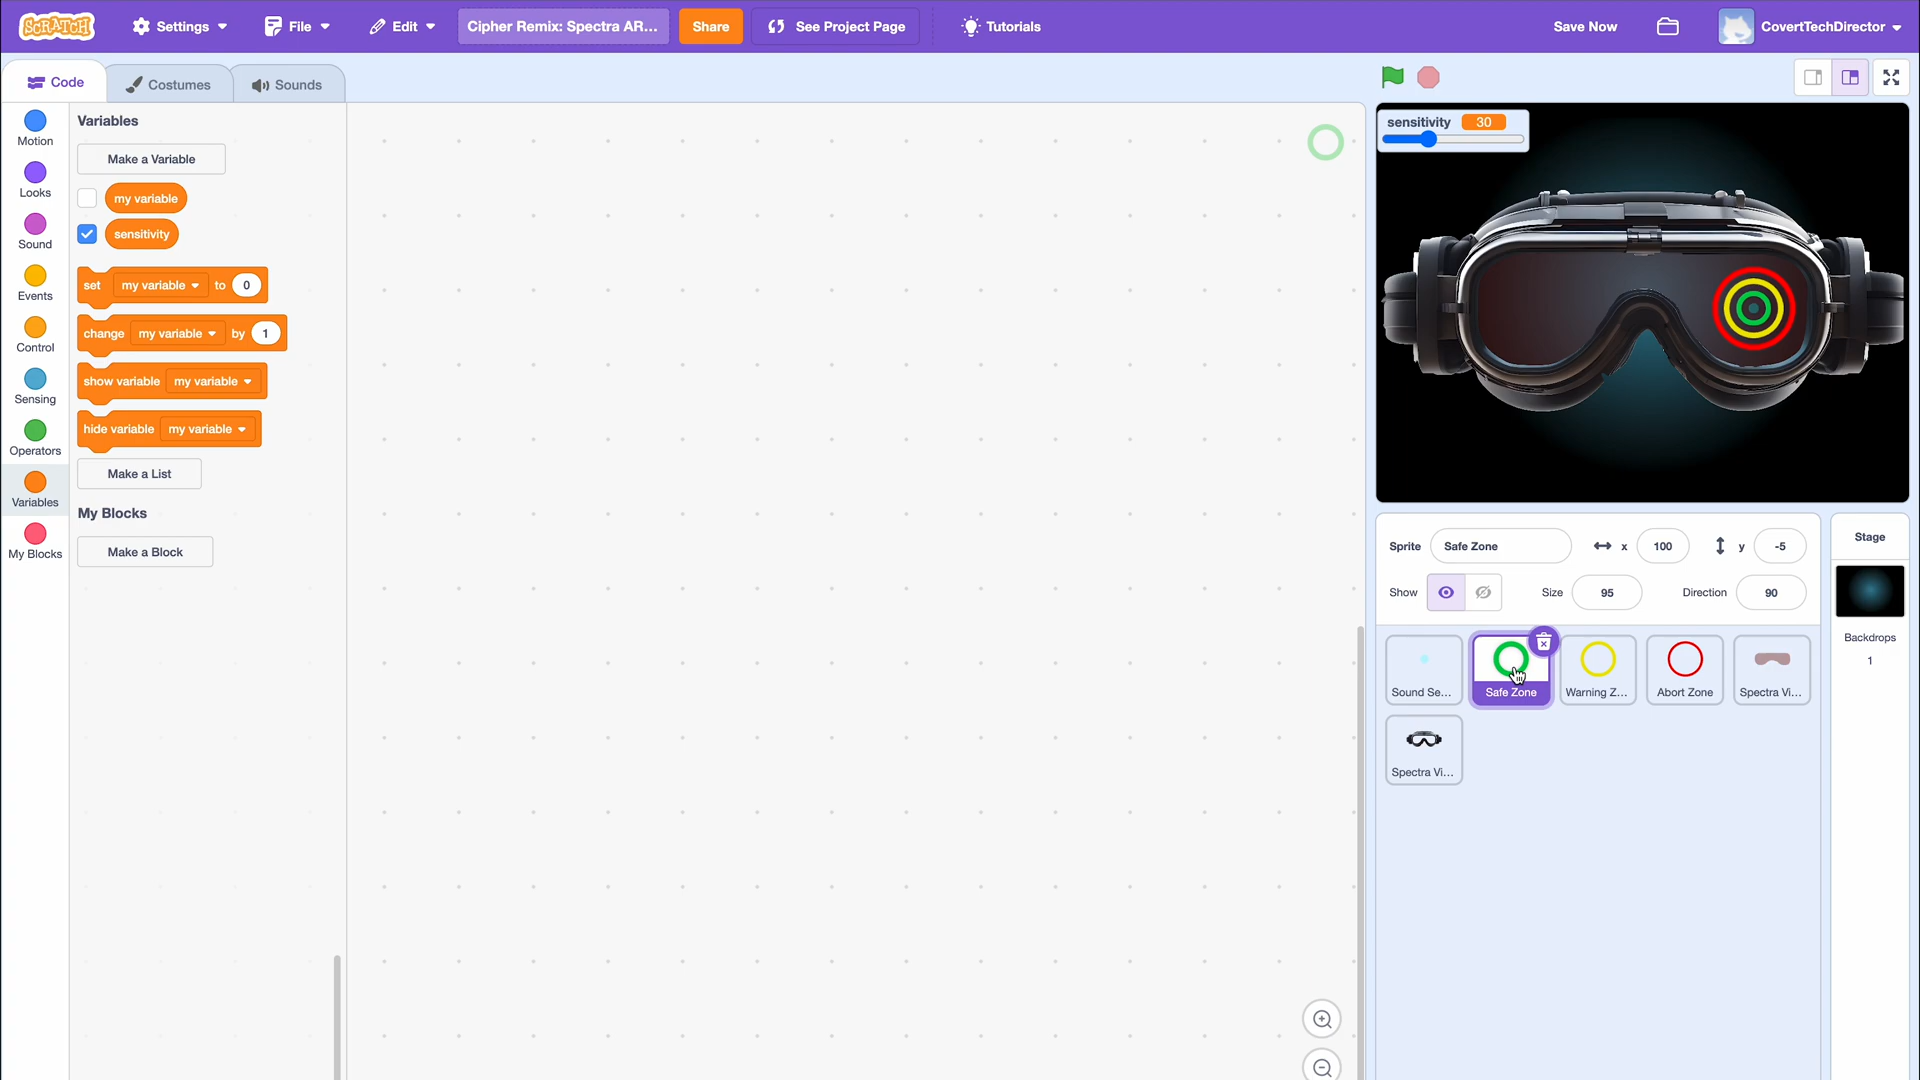 SCRATCH
Settings
File
Edit
Cipher Remix: Spectra AR...
Share
See Project Page
Tutorials
Save Now
CovertTechDirector
Code
Costumes
Sounds
Motion
Looks
Sound
Events
Control
Sensing
Operators
Variables
My Blocks
Variables
Make a Variable
my variable
sensitivity
set my variable to 0
change my variable by 1
show variable my variable
hide variable my variable
Make a List
My Blocks
Make a Block
sensitivity 30
Sprite Safe Zone x 100 y -5
Show Size 95 Direction 90
Sound Se...
Safe Zone
Warning Z...
Abort Zone
Spectra Vi...
Spectra Vi...
Stage
Backdrops
1